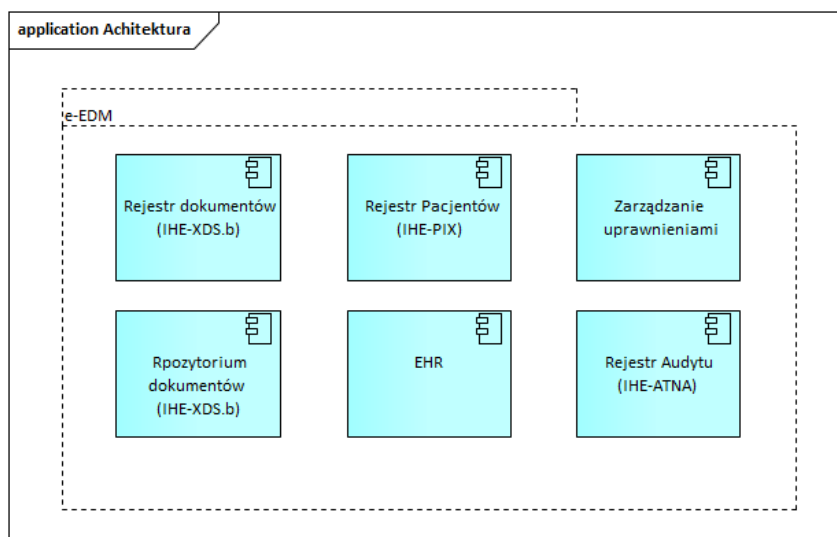 application Achitektura
e-EDM
Rejestr dokumentów
(IHE-XDS.b)
Rejestr Pacjentów
(IHE-PIX)
Zarządzanie
uprawnieniami
Rpozytorium
dokumentów
(IHE-XDS.b)
EHR
Rejestr Audytu
(IHE-ATNA)